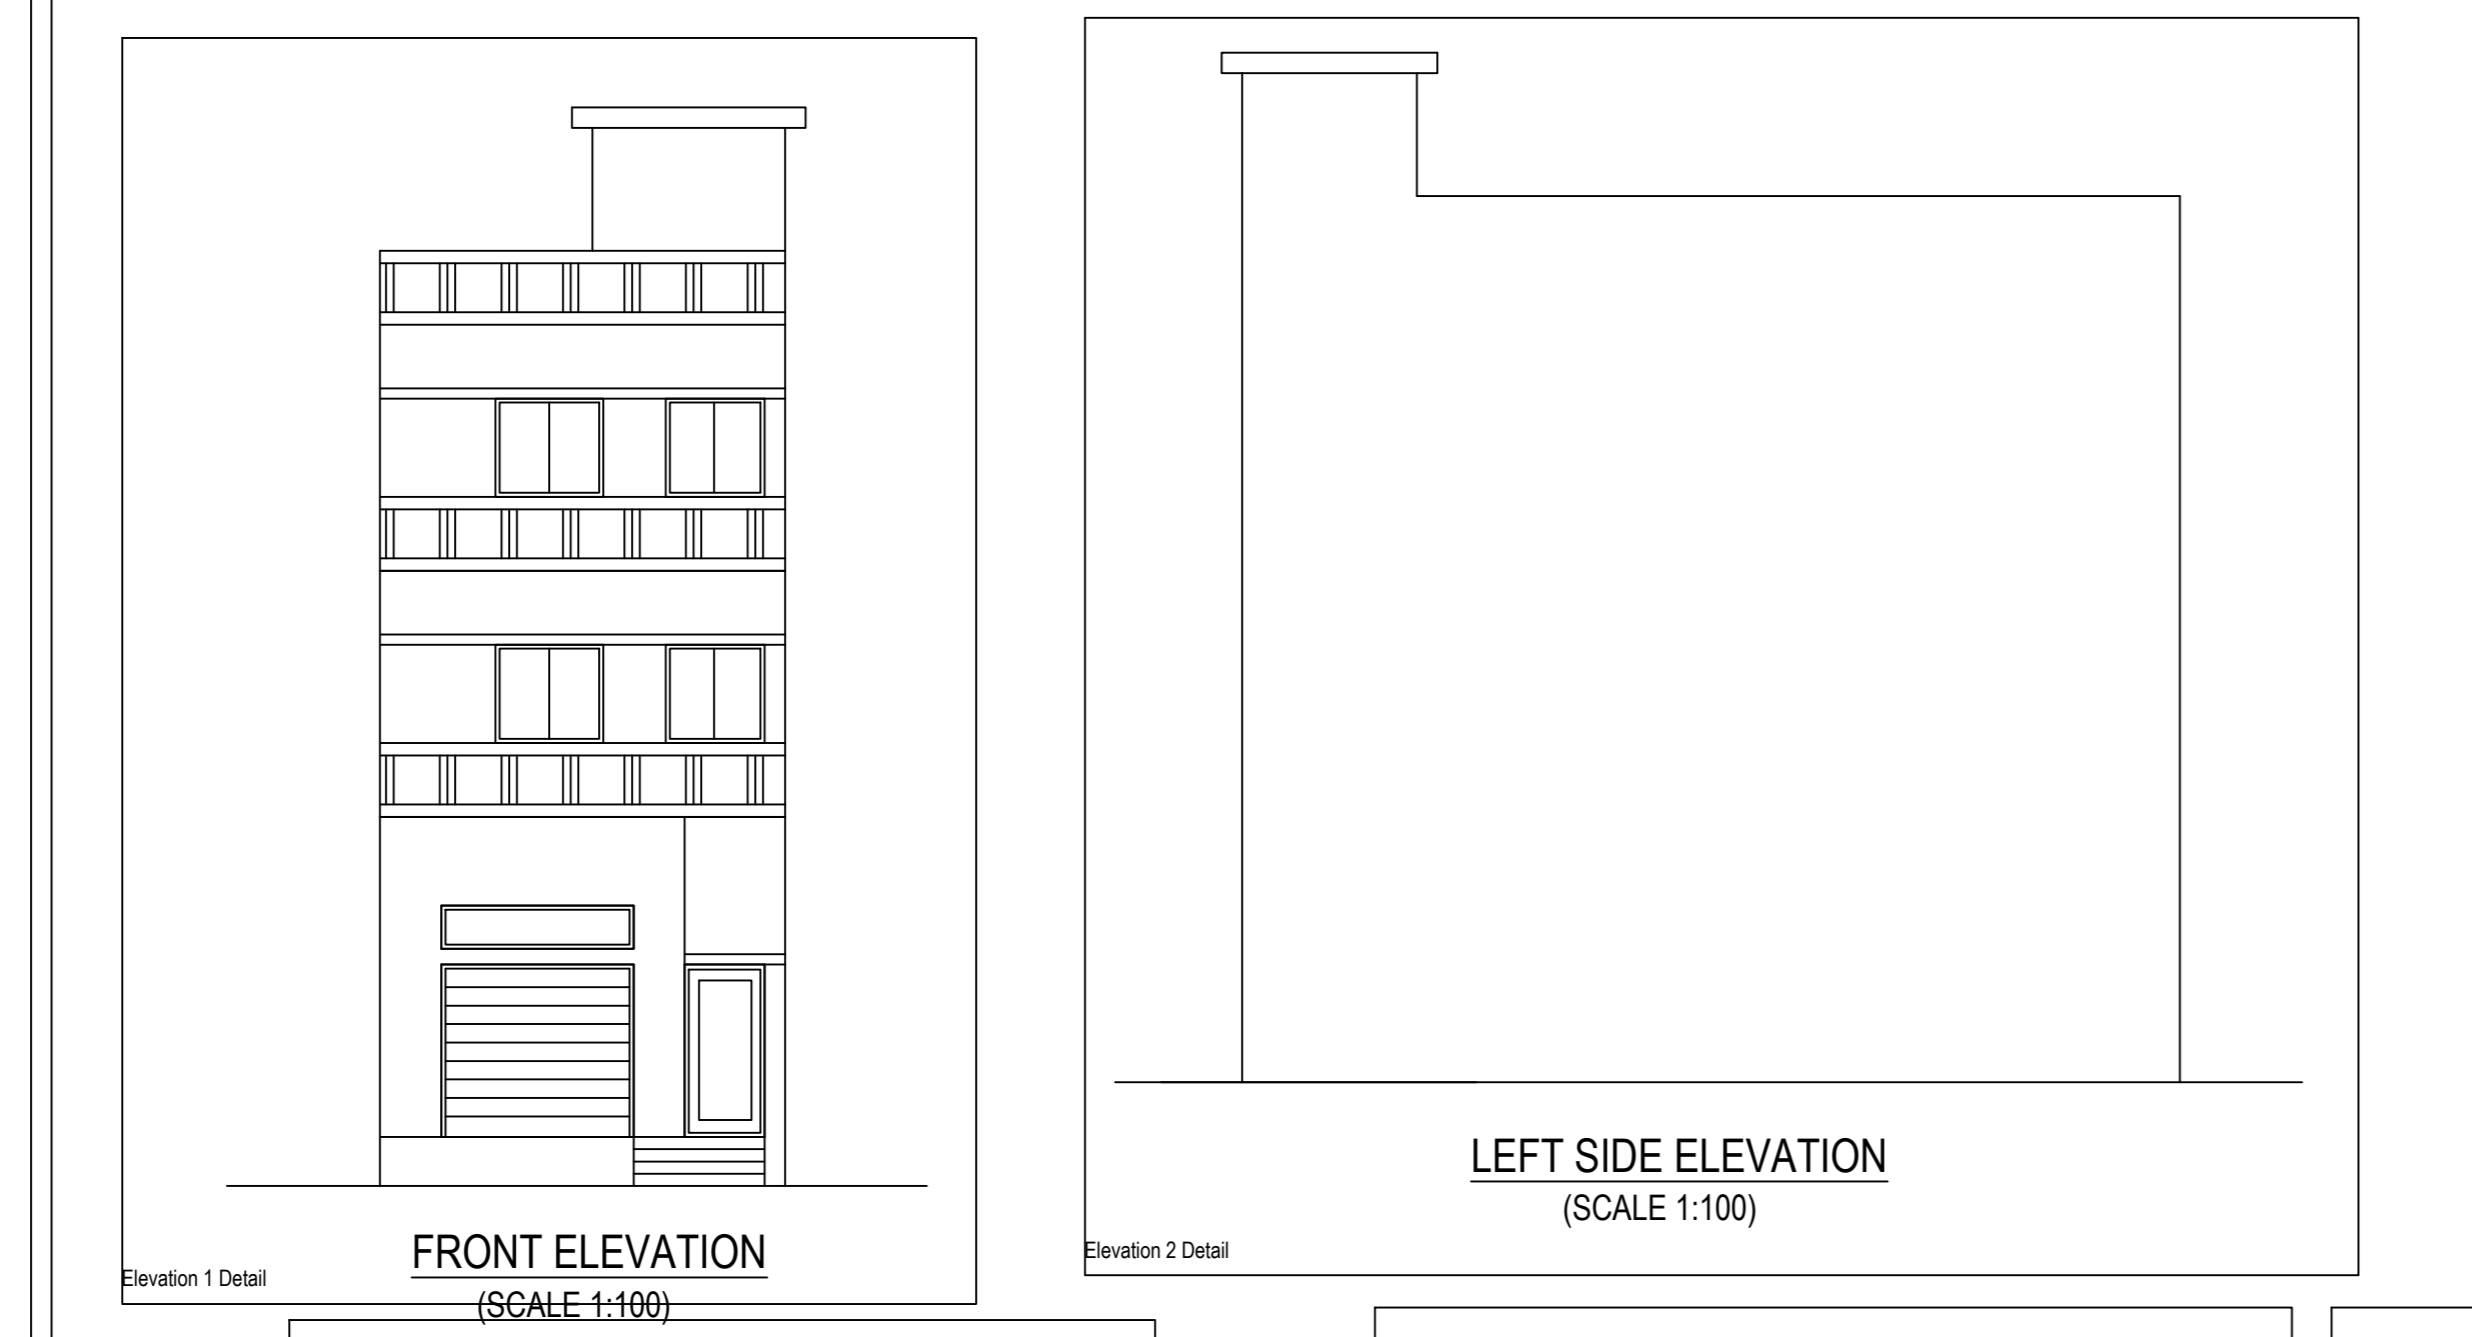 FRONT ELEVATION
(SCALE 1:100)
Elevation 1 Detail
LEFT SIDE ELEVATION
(SCALE 1:100)
Elevation 2 Detail